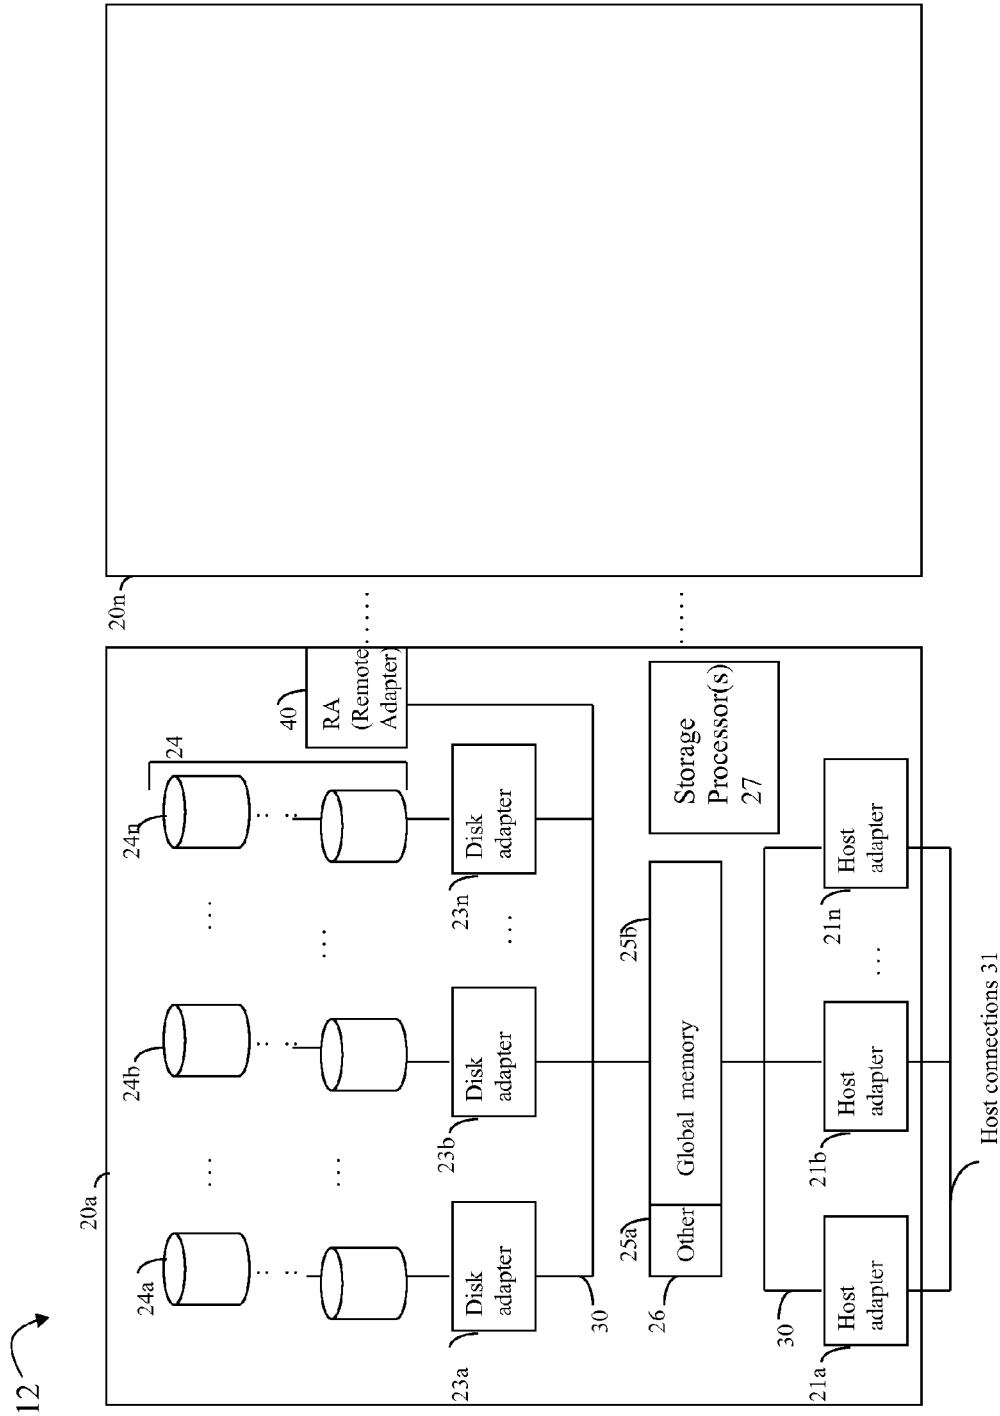 12
20a
20n
24a
24b
24n
24
40
RA
(Remote
Adapter)
......
......
. . .
. . .
. . .
. . .
Disk
adapter
Disk
adapter
Disk
adapter
23a
23b
. . .
23n
30
25a
25b
Other
Global memory
26
Storage
Processor(s)
27
30
Host
adapter
Host
adapter
Host
adapter
21a
21b
. . .
21n
Host connections 31